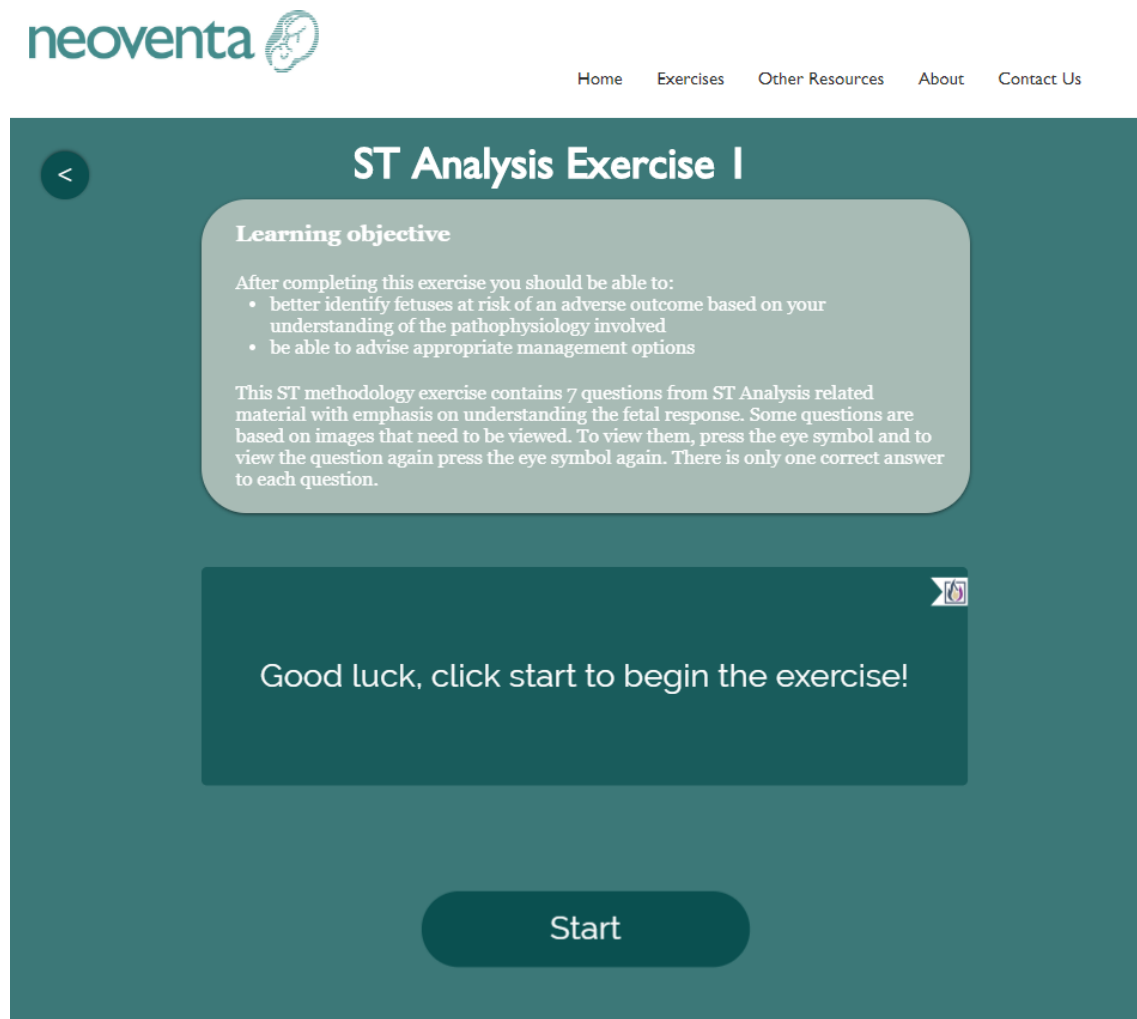 neoventa
Home Exercises Other Resources About Contact Us
<
ST Analysis Exercise 1
Learning objective
After completing this exercise you should be able to:
• better identify fetuses at risk of an adverse outcome based on your
understanding of the pathophysiology involved
• be able to advise appropriate management options
This ST methodology exercise contains 7 questions from ST Analysis related
material with emphasis on understanding the fetal response. Some questions are
based on images that need to be viewed. To view them, press the eye symbol and to
view the question again press the eye symbol again. There is only one correct answer
to each question.
Good luck, click start to begin the exercise!
Start